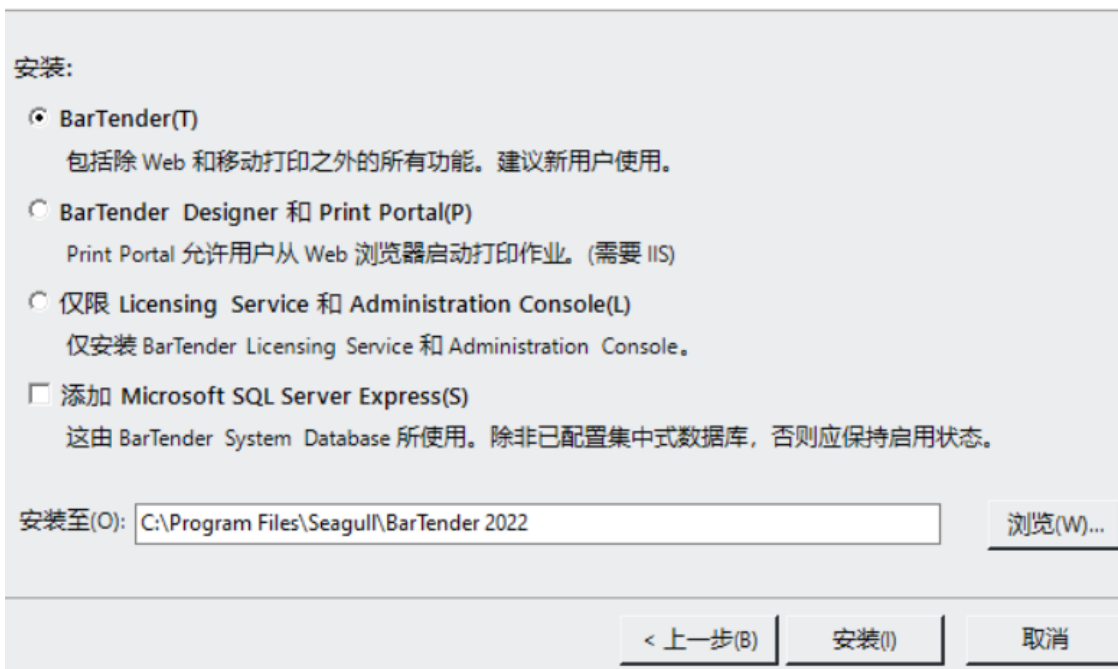 安装:
BarTender(T)
包括除 Web 和移动打印之外的所有功能。建议新用户使用。
BarTender Designer 和 Print Portal(P)
Print Portal 允许用户从 Web 浏览器启动打印作业。(需要 IIS)
仅限 Licensing Service 和 Administration Console(L)
仅安装 BarTender Licensing Service 和 Administration Console。
添加 Microsoft SQL Server Express(S)
这由 BarTender System Database 所使用。除非已配置集中式数据库，否则应保持启用状态。
安装至(O): C:\Program Files\Seagull\BarTender 2022 浏览(W)...
< 上一步(B) 安装(I) 取消